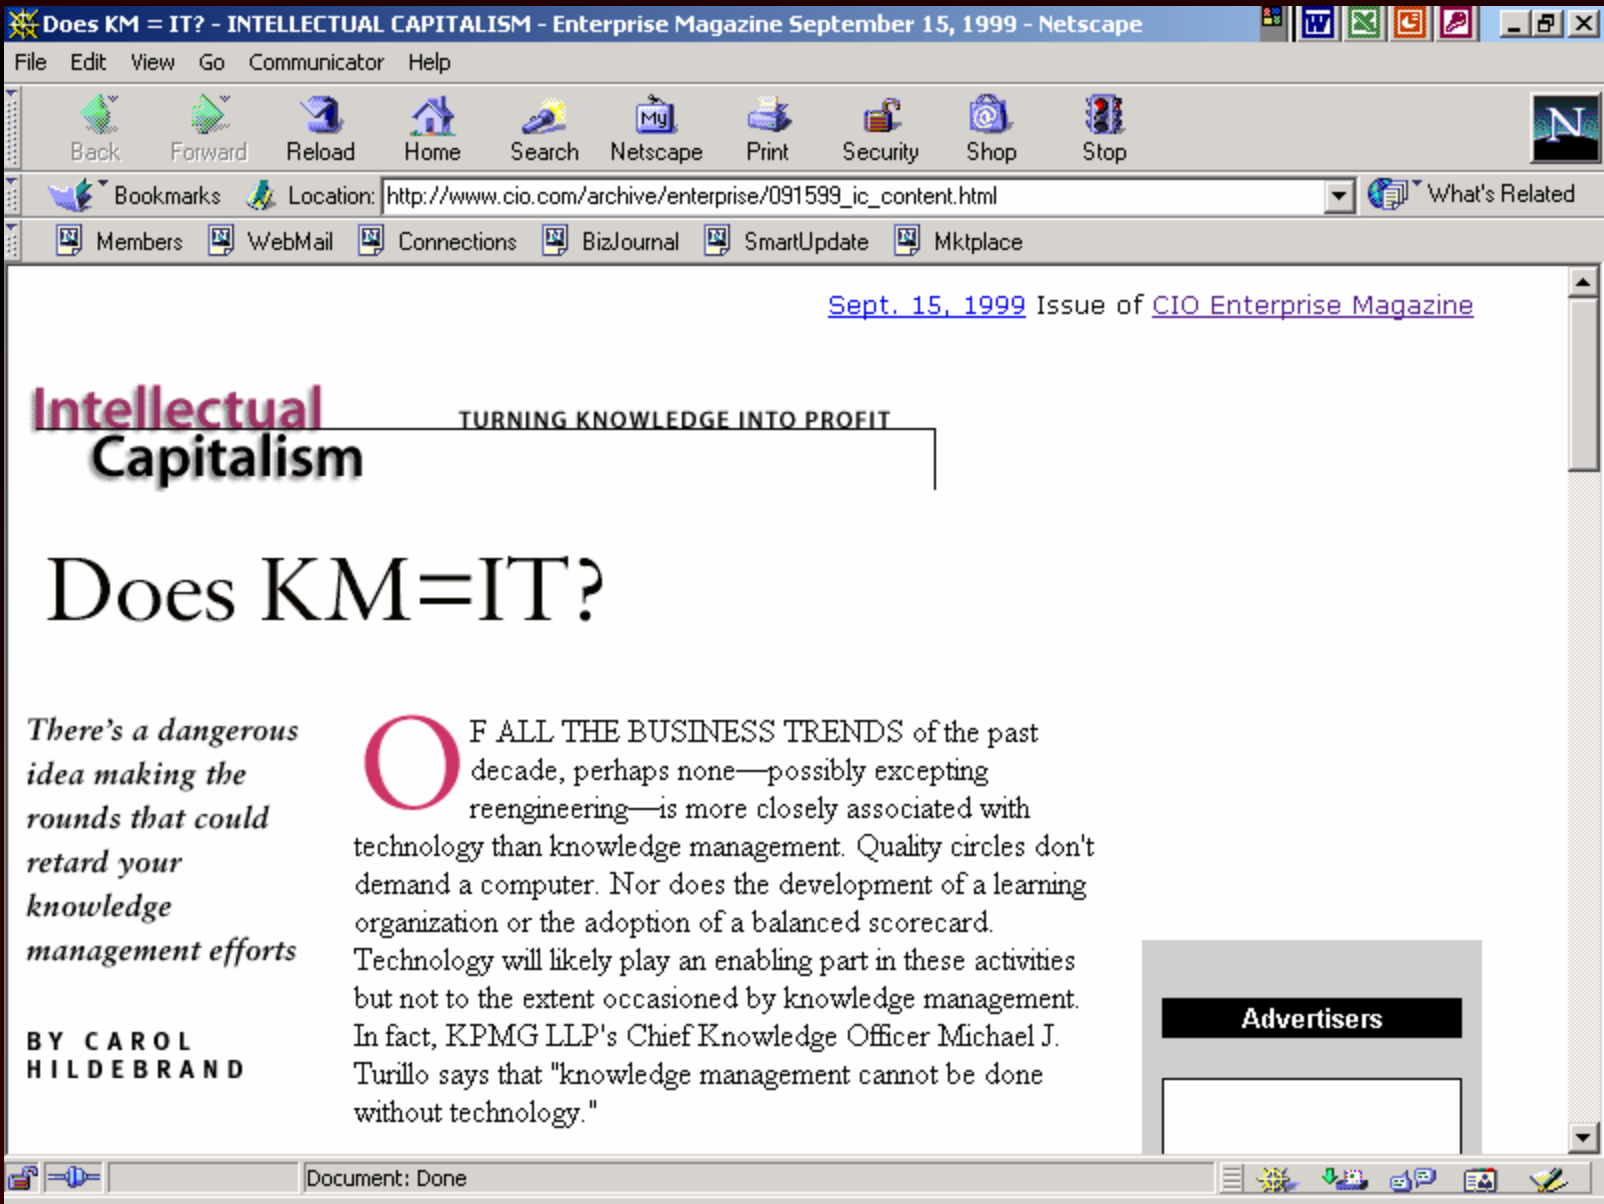 Does KM = IT? - INTELLECTUAL CAPITALISM - Enterprise Magazine September 15, 1999 - Netscape
File Edit View Go Communicator Help
Back Forward Reload Home Search Netscape Print Security Shop Stop
Bookmarks Location: http://www.cio.com/archive/enterprise/091599_ic_content.html What's Related
Members WebMail Connections BizJournal SmartUpdate Mktplace
Sept. 15, 1999 Issue of CIO Enterprise Magazine
Intellectual
Capitalism
TURNING KNOWLEDGE INTO PROFIT
Does KM=IT?
There's a dangerous
idea making the
rounds that could
retard your
knowledge
management efforts
BY CAROL
HILDEBRAND
OF ALL THE BUSINESS TRENDS of the past
decade, perhaps none—possibly excepting
reengineering—is more closely associated with
technology than knowledge management. Quality circles don't
demand a computer. Nor does the development of a learning
organization or the adoption of a balanced scorecard.
Technology will likely play an enabling part in these activities
but not to the extent occasioned by knowledge management.
In fact, KPMG LLP's Chief Knowledge Officer Michael J.
Turillo says that "knowledge management cannot be done
without technology."
Advertisers
Document: Done